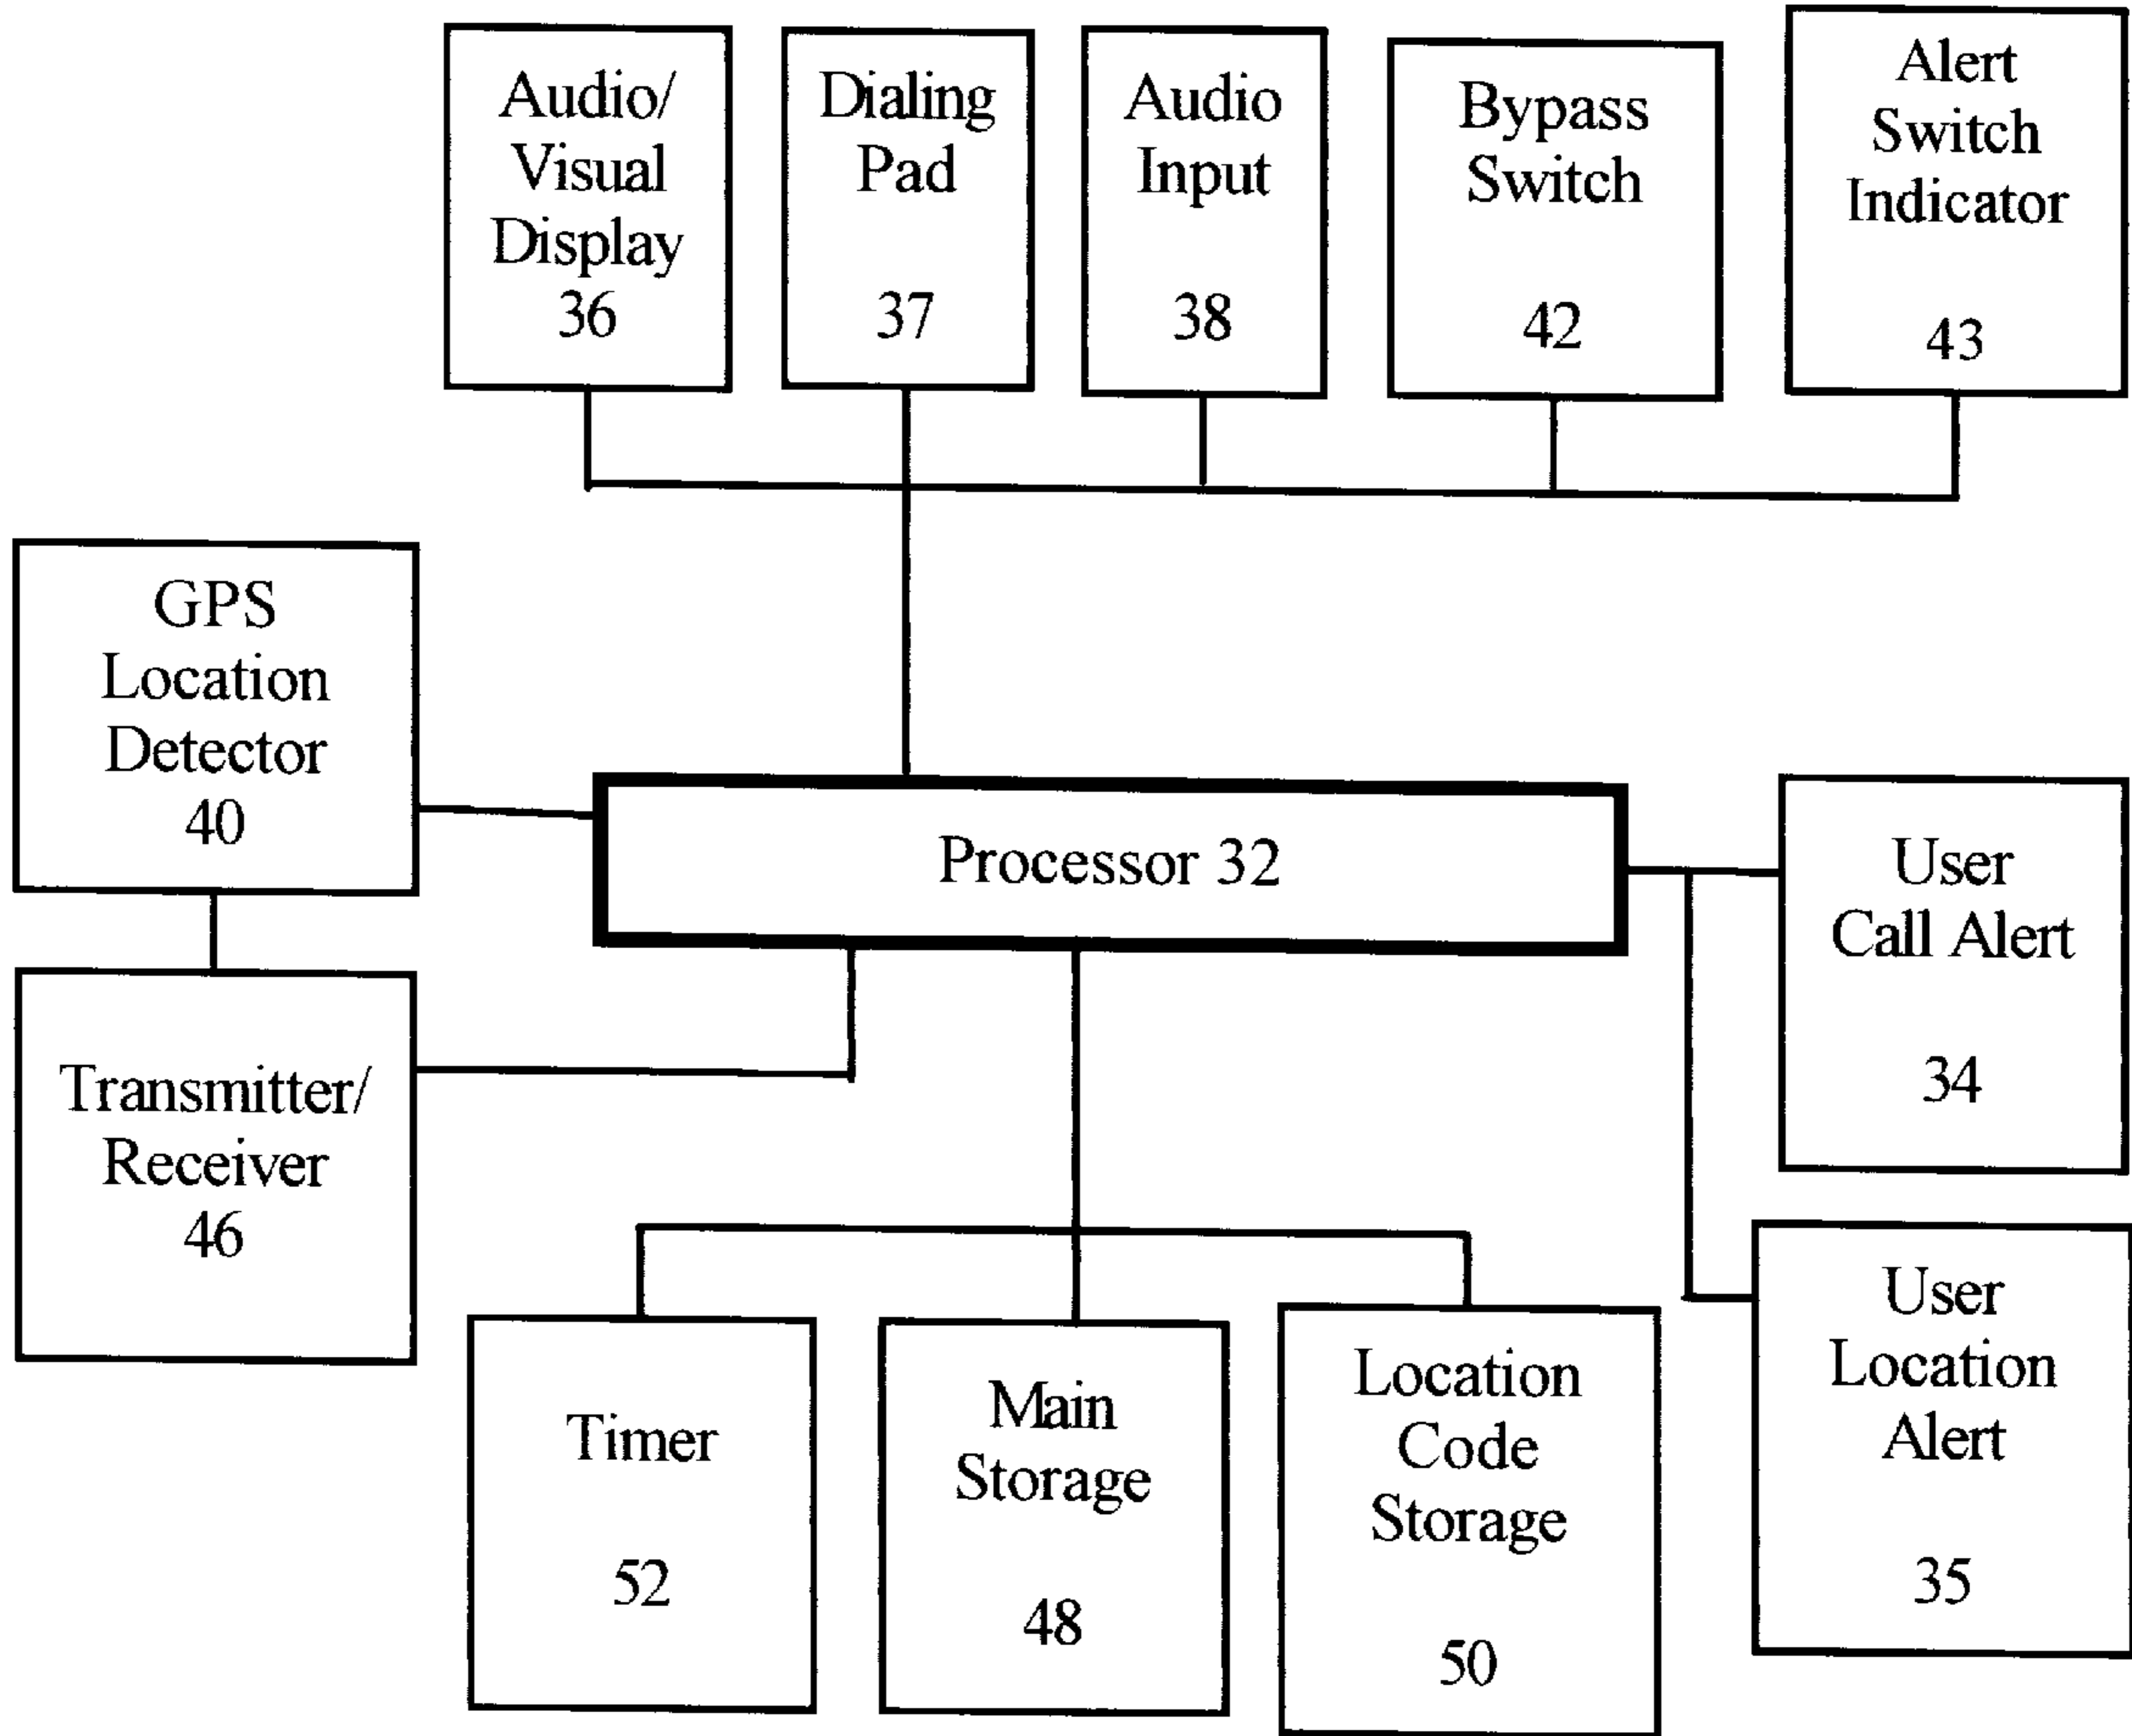 Audio/
Visual
Display
36
Dialing
Pad
37
Audio
Input
38
Bypass
Switch
42
Alert
Switch
Indicator
43
GPS
Location
Detector
40
Processor 32
User
Call Alert
34
Transmitter/
Receiver
46
Timer
52
Main
Storage
48
Location
Code
Storage
50
User
Location
Alert
35